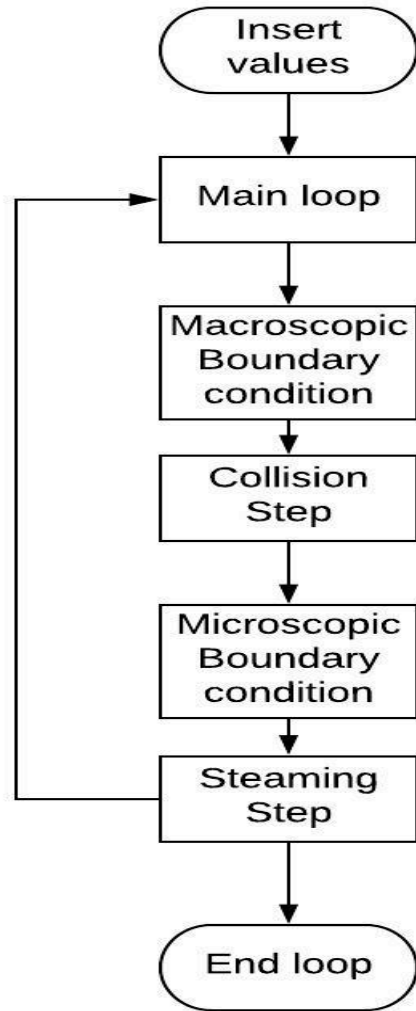 Insert
values
Main loop
Macroscopic
Boundary
condition
Collision
Step
Microscopic
Boundary
condition
Steaming
Step
End loop